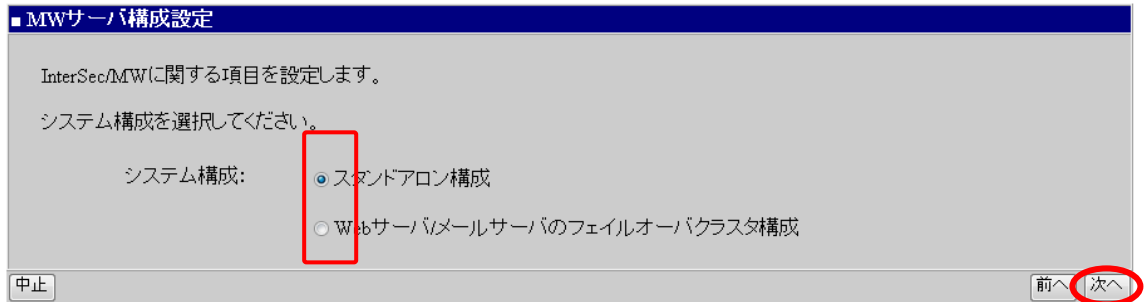 ■MWサーバ構成設定
InterSec/MWに関する項目を設定します。
システム構成を選択してください。
システム構成: スタンドアロン構成
Webサーバ/メールサーバのフェイルオーバクラスタ構成
中止 前へ 次へ